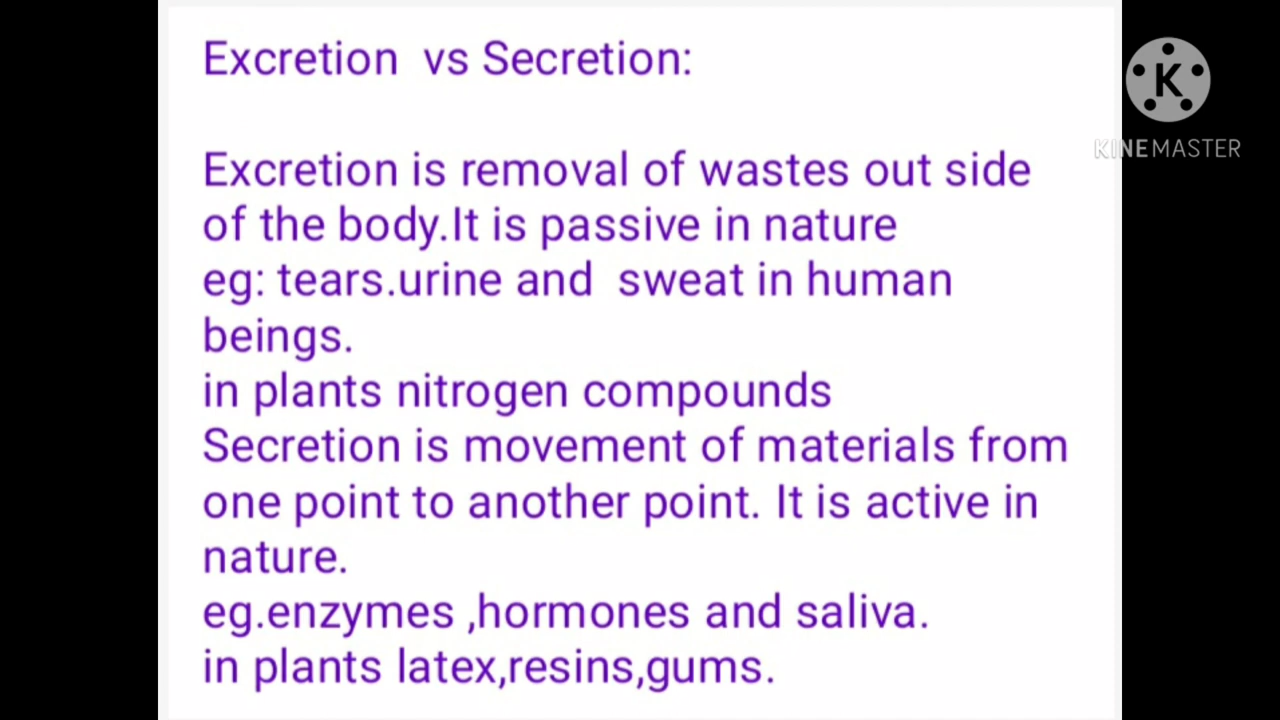 Excretion  vs Secretion:
Excretion is removal of wastes out side
of the body.It is passive in nature
eg: tears.urine and  sweat in human
beings.
in plants nitrogen compounds
Secretion is movement of materials from
one point to another point. It is active in
nature.
eg.enzymes ,hormones and saliva.
in plants latex,resins,gums.
K
KINEMASTER